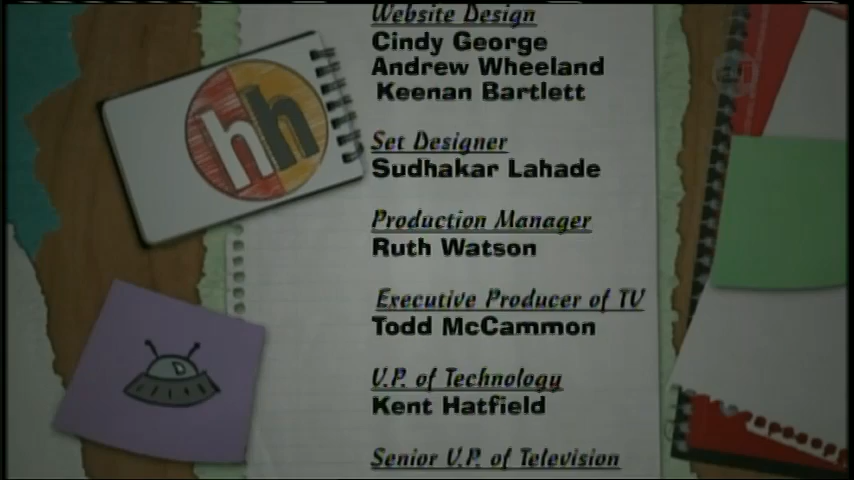 Website Design
Cindy George
Andrew Wheeland
Keenan Bartlett
hh
Set Designer
Sudhakar Lahade
Production Manager
Ruth Watson
Executive Producer of TV
Todd McCammon
V.P. of Technology
Kent Hatfield
Senior V.P. of Television